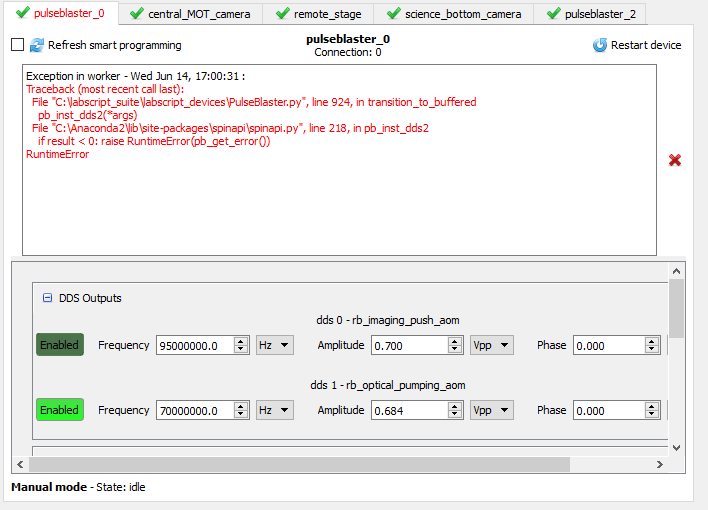 pulseblaster_0 central_MOT_camera remote_stage science_bottom_camera pulseblaster_2
Refresh smart programming pulseblaster_0 Restart device
Connection: 0
Exception in worker - Wed Jun 14, 17:00:31 :
Traceback (most recent call last):
File "C:\labscript_suite\labscript_devices\PulseBlaster.py", line 924, in transition_to_buffered
pb_inst_dds2(*args)
File "C:\Anaconda2\lib\site-packages\spinapi\spinapi.py", line 218, in pb_inst_dds2
if result < 0: raise RuntimeError(pb_get_error())
RuntimeError
DDS Outputs
dds 0 - rb_imaging_push_aom
Enabled Frequency 95000000.0 Hz Amplitude 0.700 Vpp Phase 0.000
dds 1 - rb_optical_pumping_aom
Enabled Frequency 70000000.0 Hz Amplitude 0.684 Vpp Phase 0.000
Manual mode - State: idle